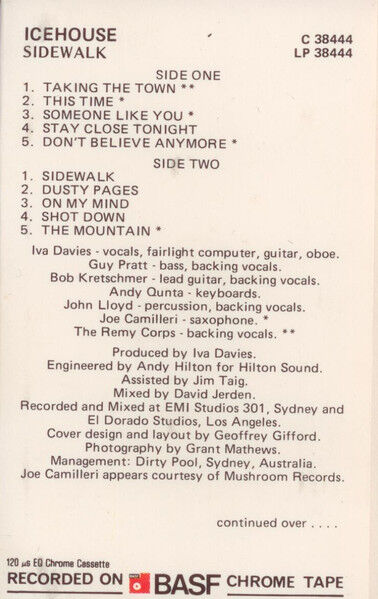 ICEHOUSE
SIDEWALK
C 38444
LP 38444
SIDE ONE
1. TAKING THE TOWN **
2. THIS TIME *
3. SOMEONE LIKE YOU *
4. STAY CLOSE TONIGHT
5. DON'T BELIEVE ANYMORE *
SIDE TWO
1. SIDEWALK
2. DUSTY PAGES
3. ON MY MIND
4. SHOT DOWN
5. THE MOUNTAIN *
Iva Davies - vocals, fairlight computer, guitar, oboe.
Guy Pratt - bass, backing vocals.
Bob Kretschmer - lead guitar, backing vocals.
Andy Qunta - keyboards.
John Lloyd - percussion, backing vocals.
Joe Camilleri - saxophone. *
The Remy Corps - backing vocals. **
Produced by Iva Davies.
Engineered by Andy Hilton for Hilton Sound.
Assisted by Jim Taig.
Mixed by David Jerden.
Recorded and Mixed at EMI Studios 301, Sydney and
El Dorado Studios, Los Angeles.
Cover design and layout by Geoffrey Gifford.
Photography by Grant Mathews.
Management: Dirty Pool, Sydney, Australia.
Joe Camilleri appears courtesy of Mushroom Records.
continued over . . . .
120 µs EQ Chrome Cassette
RECORDED ON BASF CHROME TAPE